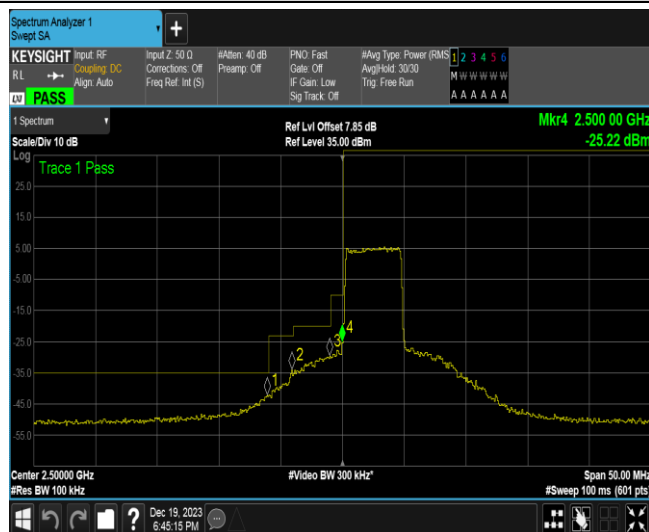 Spectrum Analyzer 1
Swept SA
KEYSIGHT
RL
Input: RF
Coupling: DC
Align: Auto
Input Z: 50 Ω
Corrections: Off
Freq Ref: Int (S)
#Atten: 40 dB
Preamp: Off
PNO: Fast
Gate: Off
IF Gain: Low
Sig Track: Off
#Avg Type: Power (RMS
Avg|Hold: 30/30
Trig: Free Run
1 2 3 4 5 6
M W W W W W
A A A A A A
LXI PASS
1 Spectrum
Scale/Div 10 dB
Ref Lvl Offset 7.85 dB
Ref Level 35.00 dBm
Mkr4 2.500 00 GHz
-25.22 dBm
Log
Trace 1 Pass
25.0
15.0
5.00
-5.00
-15.0
-25.0
-35.0
-45.0
-55.0
1
2
3
4
Center 2.50000 GHz
#Res BW 100 kHz
#Video BW 300 kHz*
Span 50.00 MHz
#Sweep 100 ms (601 pts)
?
Dec 19, 2023
6:45:15 PM